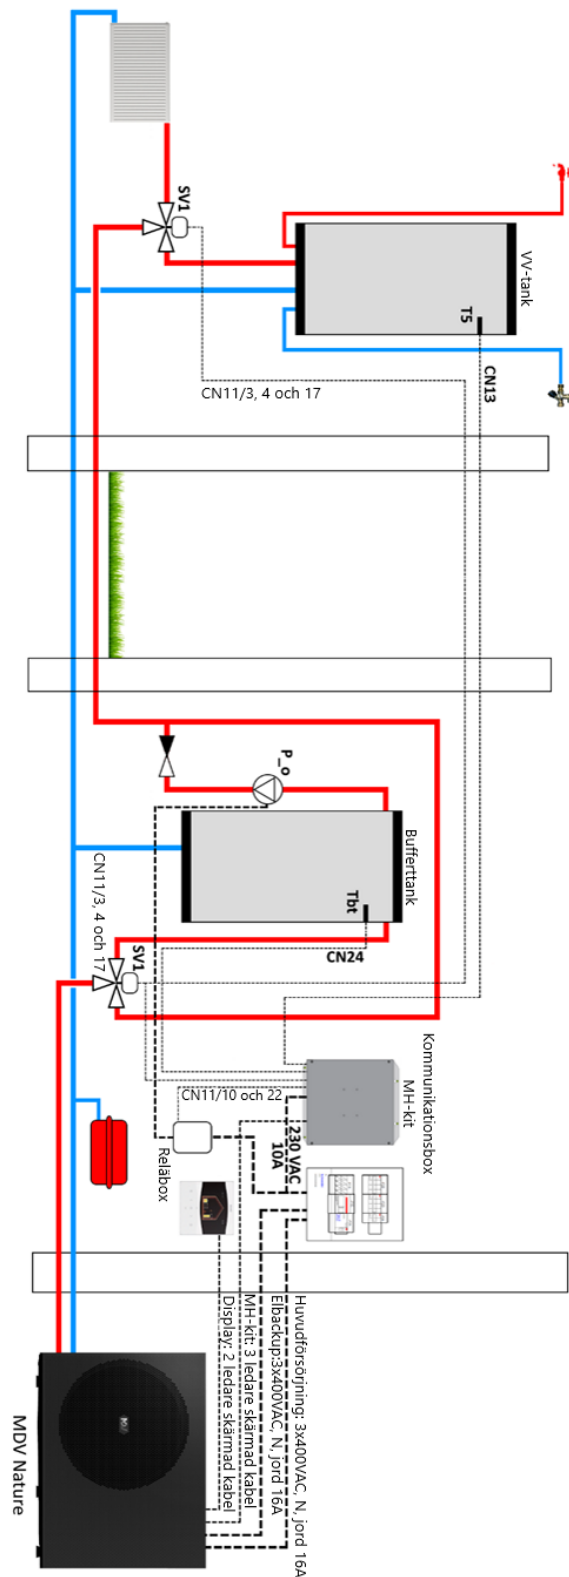 SV1
VV-tank
T5
CN13
CN11/3, 4 och 17
P_o
Bufferttank
Tbt
CN24
CN11/3, 4 och 17
SV1
Kommunikationsbox
MH-kit
CN11/10 och 22
230 VAC
10A
Reläbox
Huvudförsörjning: 3x400VAC, N, jord 16A
Elbackup:3x400VAC, N, jord 16A
MH-kit: 3 ledare skärmad kabel
Display: 2 ledare skärmad kabel
MDV Nature